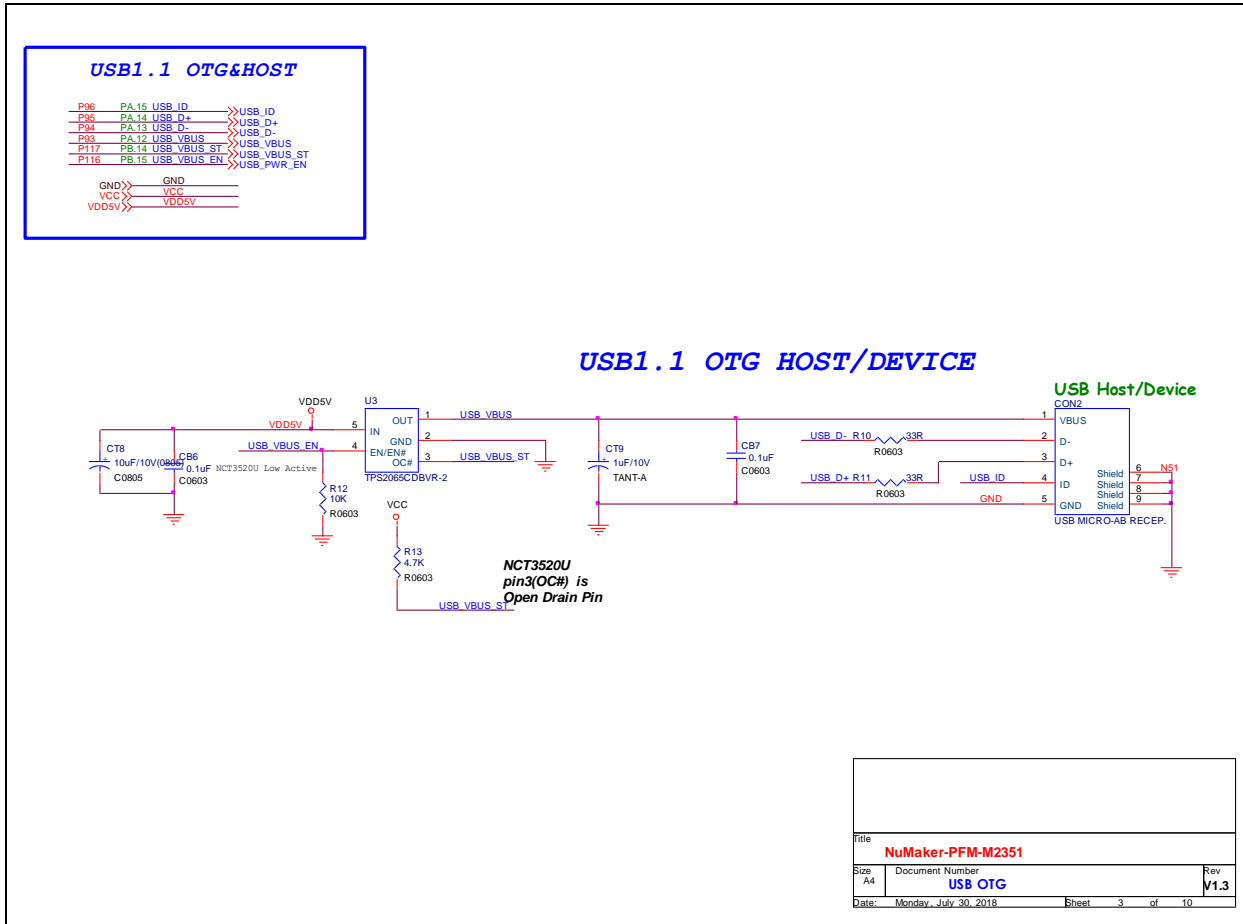 USB1.1 OTG&HOST
P96 PA.15 USB_ID USB_ID
P95 PA.14 USB_D+ USB_D+
P94 PA.13 USB_D- USB_D-
P93 PA.12 USB_VBUS USB_VBUS
P117 PB.14 USB_VBUS_ST USB_VBUS_ST
P116 PB.15 USB_VBUS_EN USB_PWR_EN
GND GND
VCC VCC
VDD5V VDD5V
USB1.1 OTG HOST/DEVICE
VDD5V
VDD5V
CT8
10uF/10V(0805)
C0805
CB6
0.1uF
C0603
USB_VBUS_EN
NCT3520U Low Active
R12
10K
R0603
U3
5 IN
4 EN/EN#
OUT 1
GND 2
OC# 3
TPS2065CDBVR-2
USB_VBUS
USB_VBUS_ST
VCC
R13
4.7K
R0603
USB_VBUS_ST
NCT3520U
pin3(OC#) is
Open Drain Pin
CT9
1uF/10V
TANT-A
CB7
0.1uF
C0603
USB_D- R10 33R
R0603
USB_D+ R11 33R
R0603
USB_ID
GND
USB Host/Device
CON2
1 VBUS
2 D-
3 D+
4 ID
5 GND
Shield 6 N51
Shield 7
Shield 8
Shield 9
USB MICRO-AB RECEP.
Title
NuMaker-PFM-M2351
Size Document Number Rev
A4 USB OTG V1.3
Date: Monday, July 30, 2018 Sheet 3 of 10